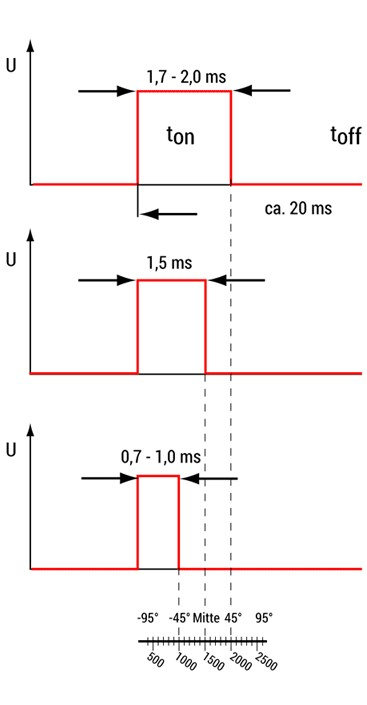 U
1,7 - 2,0 ms
ton
toff
ca. 20 ms
U
1,5 ms
U
0,7 - 1,0 ms
-95° -45° Mitte 45° 95°
500 1000 1500 2000 2500